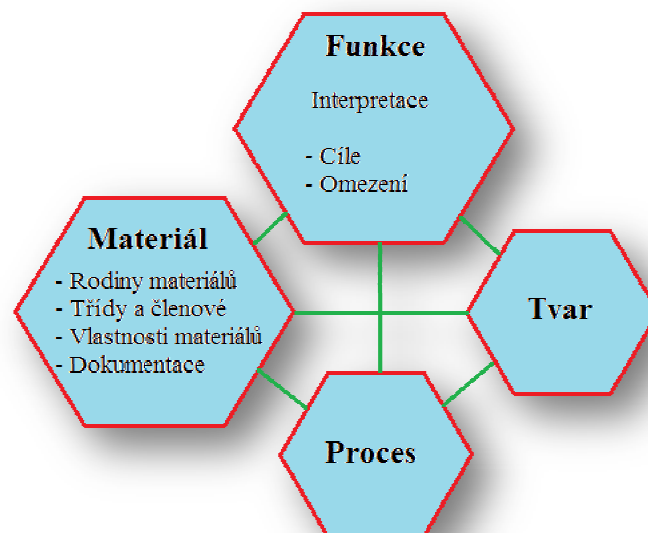 Funkce
Interpretace
- Cíle
- Omezení
Materiál
- Rodiny materiálů
- Třídy a členové
- Vlastnosti materiálů
- Dokumentace
Tvar
Proces